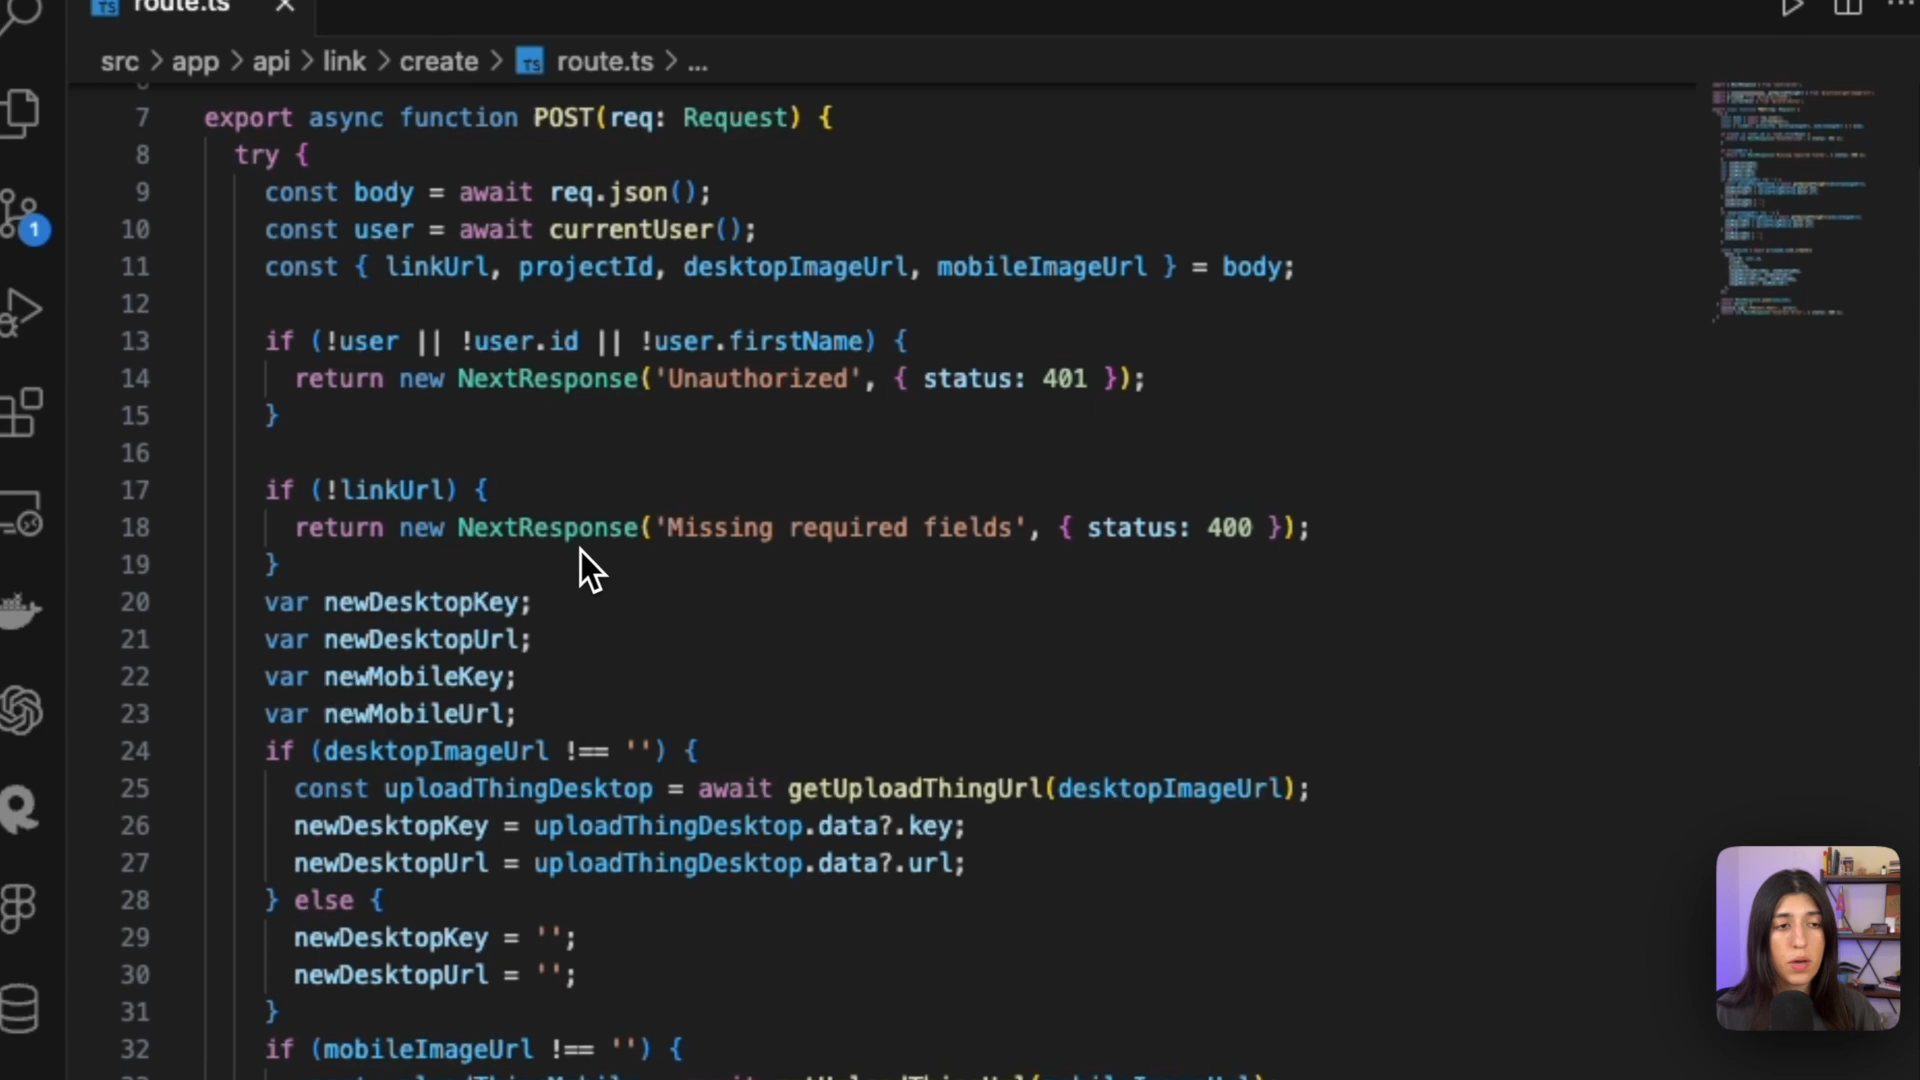 TS route.ts ×
src > app > api > link > create > TS route.ts > ...
7 export async function POST(req: Request) {
8 try {
9 const body = await req.json();
10 const user = await currentUser();
11 const { linkUrl, projectId, desktopImageUrl, mobileImageUrl } = body;
12
13 if (!user || !user.id || !user.firstName) {
14 return new NextResponse('Unauthorized', { status: 401 });
15 }
16
17 if (!linkUrl) {
18 return new NextResponse('Missing required fields', { status: 400 });
19 }
20 var newDesktopKey;
21 var newDesktopUrl;
22 var newMobileKey;
23 var newMobileUrl;
24 if (desktopImageUrl !== '') {
25 const uploadThingDesktop = await getUploadThingUrl(desktopImageUrl);
26 newDesktopKey = uploadThingDesktop.data?.key;
27 newDesktopUrl = uploadThingDesktop.data?.url;
28 } else {
29 newDesktopKey = '';
30 newDesktopUrl = '';
31 }
32 if (mobileImageUrl !== '') {
1